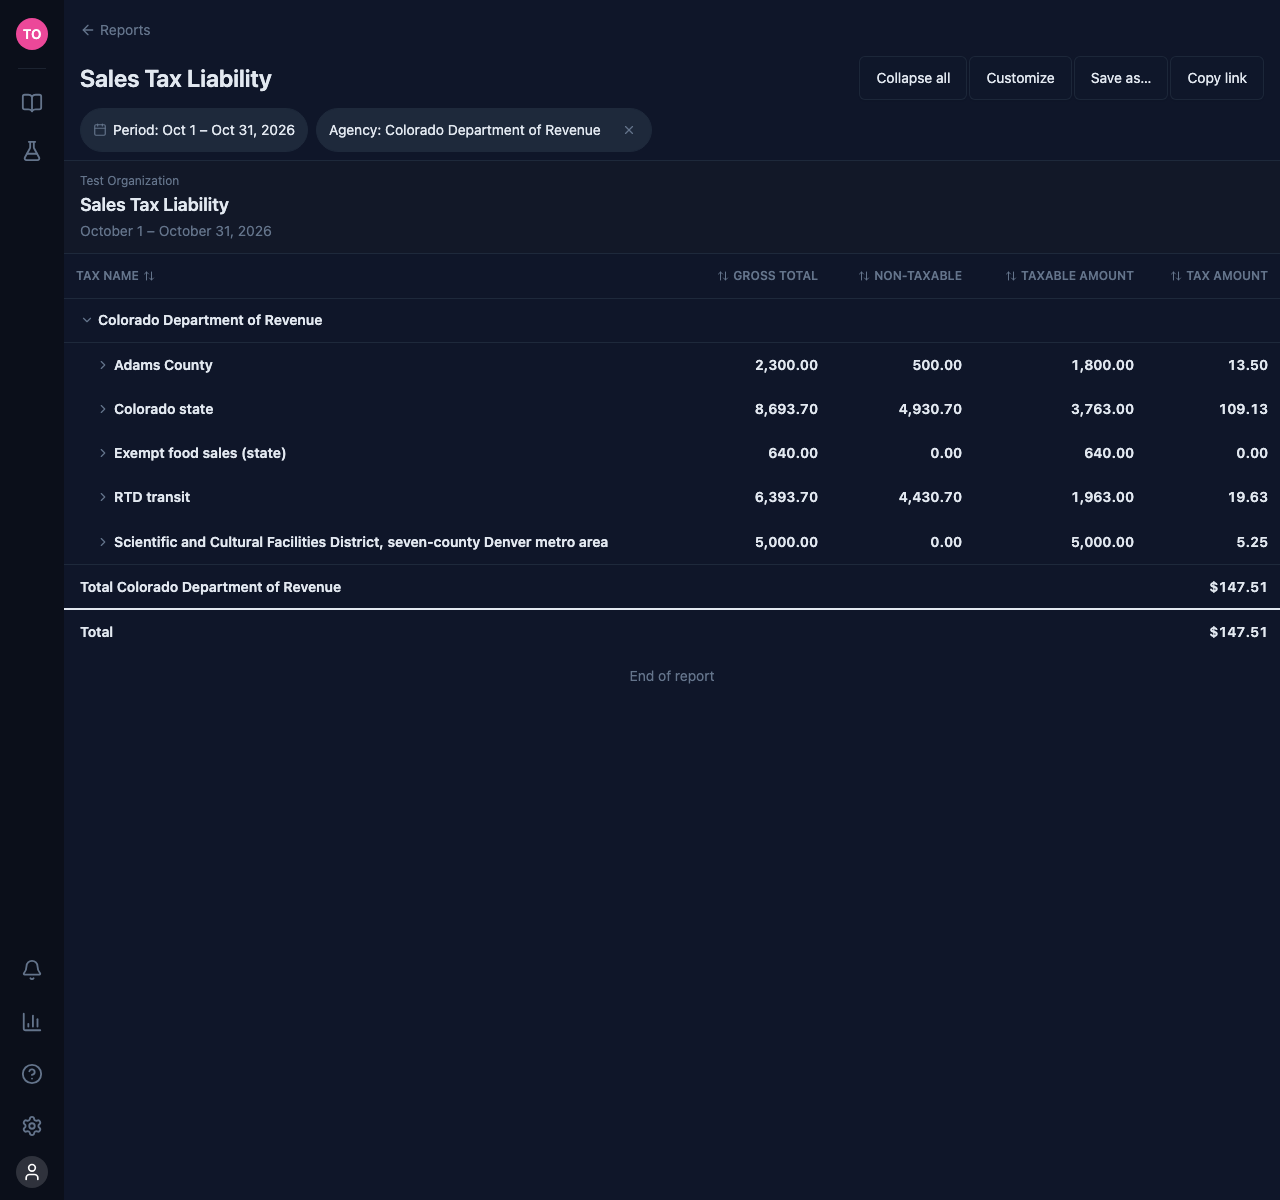 TO
Reports
Sales Tax Liability
Collapse all
Customize
Save as...
Copy link
Period: Oct 1 – Oct 31, 2026
Agency: Colorado Department of Revenue
Test Organization
Sales Tax Liability
October 1 – October 31, 2026
TAX NAME GROSS TOTAL NON-TAXABLE TAXABLE AMOUNT TAX AMOUNT
Colorado Department of Revenue
Adams County 2,300.00 500.00 1,800.00 13.50
Colorado state 8,693.70 4,930.70 3,763.00 109.13
Exempt food sales (state) 640.00 0.00 640.00 0.00
RTD transit 6,393.70 4,430.70 1,963.00 19.63
Scientific and Cultural Facilities District, seven-county Denver metro area 5,000.00 0.00 5,000.00 5.25
Total Colorado Department of Revenue $147.51
Total $147.51
End of report